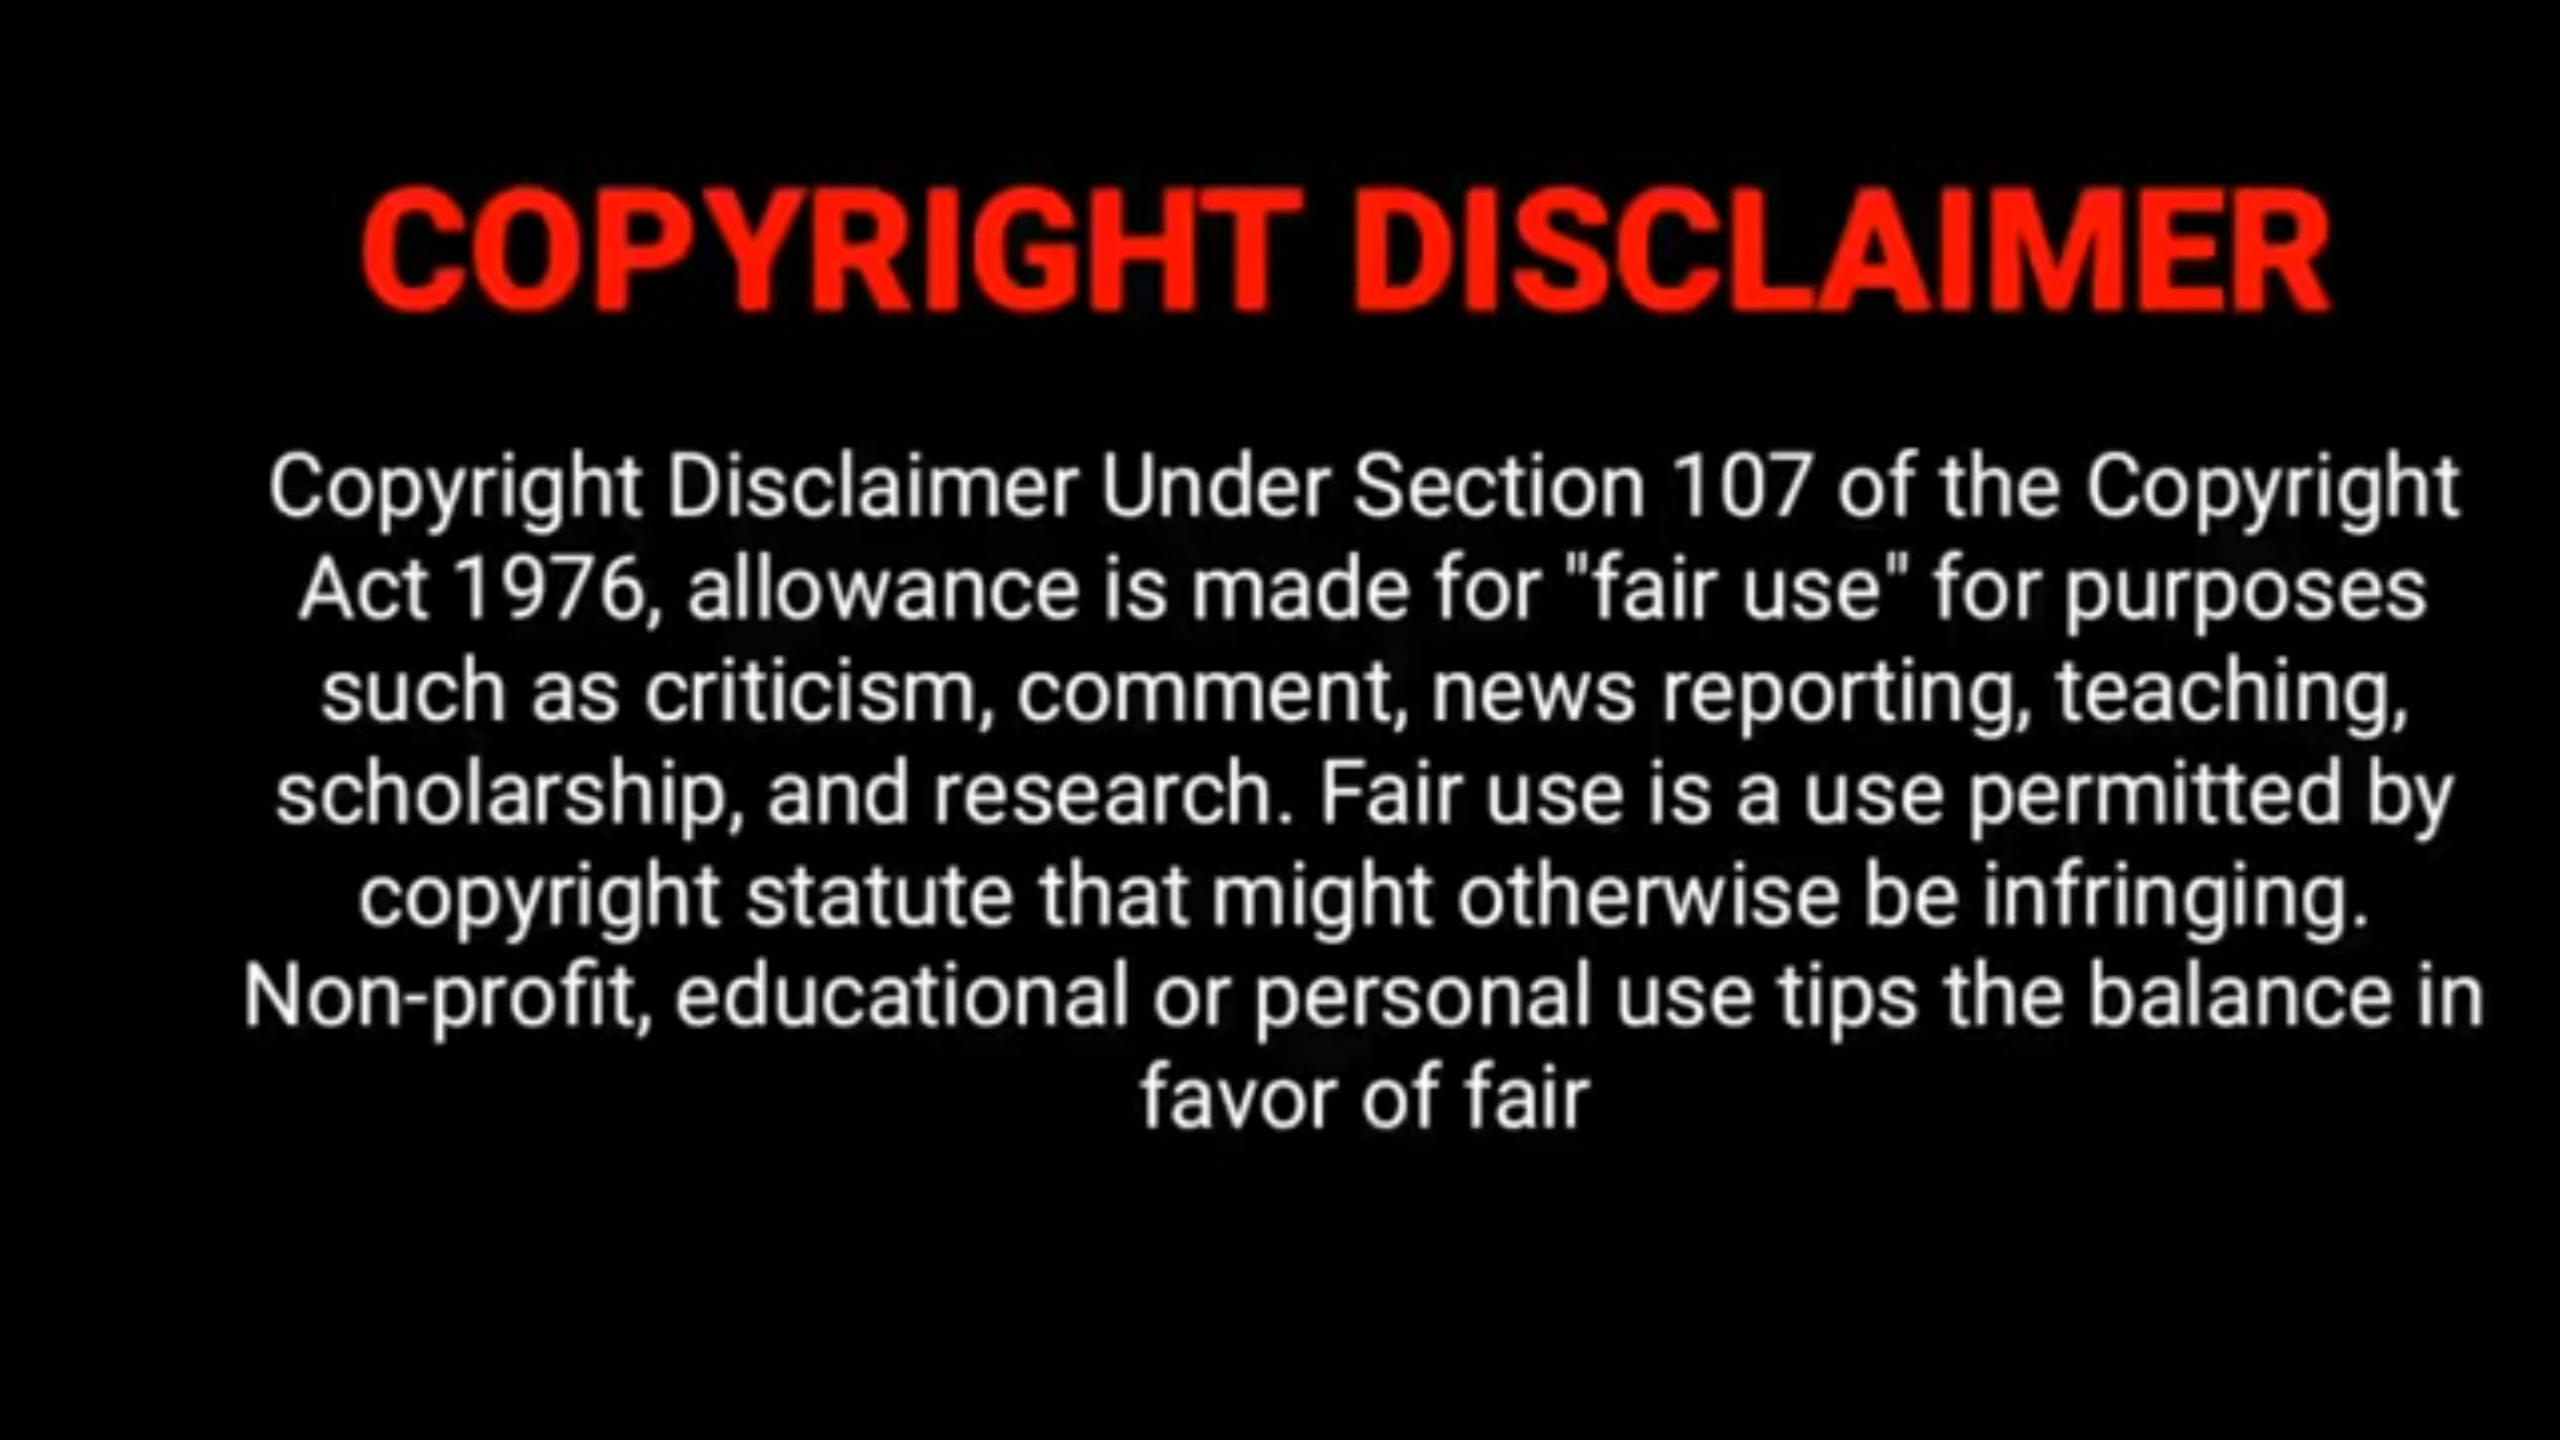 COPYRIGHT DISCLAIMER
Copyright Disclaimer Under Section 107 of the Copyright
Act 1976, allowance is made for "fair use" for purposes
such as criticism, comment, news reporting, teaching,
scholarship, and research. Fair use is a use permitted by
copyright statute that might otherwise be infringing.
Non-profit, educational or personal use tips the balance in
favor of fair